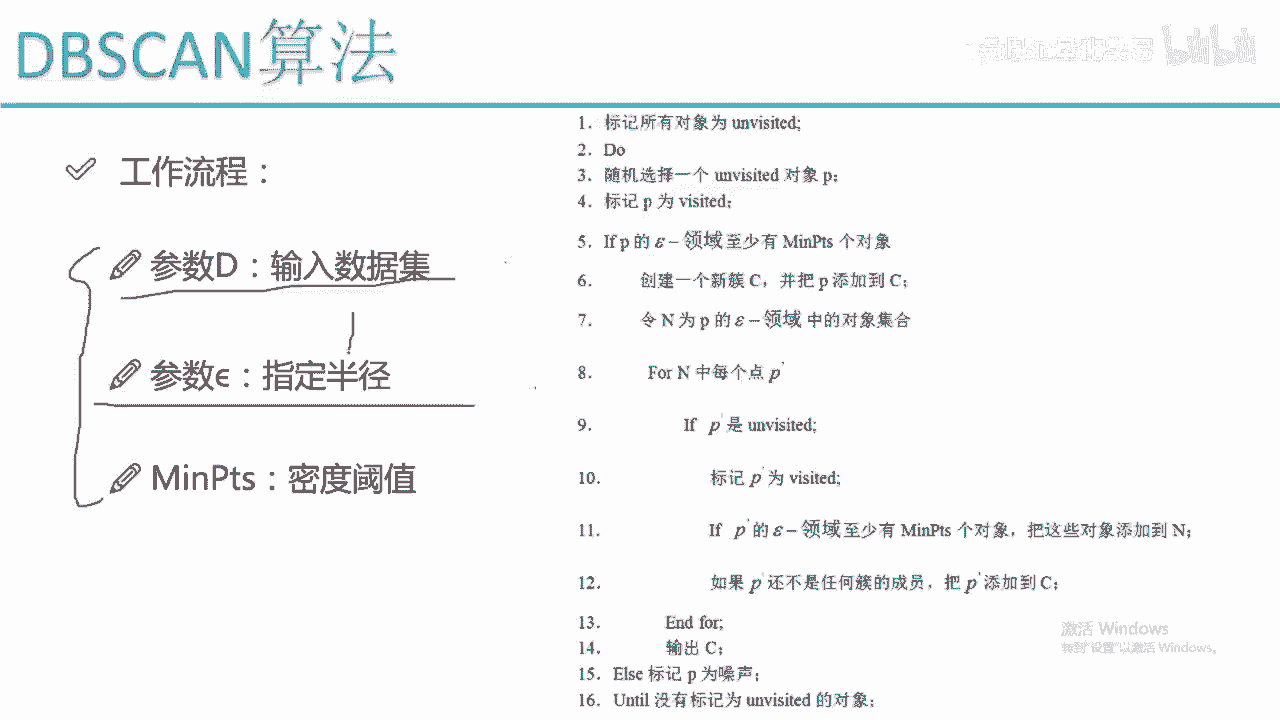 DBSCAN算法
bilibili
工作流程：
参数D：输入数据集
参数ϵ：指定半径
MinPts：密度阈值
1. 标记所有对象为 unvisited;
2. Do
3. 随机选择一个 unvisited 对象 p;
4. 标记 p 为 visited;
5. If p 的 ε – 领域至少有 MinPts 个对象
6. 创建一个新簇 C，并把 p 添加到 C;
7. 令 N 为 p 的 ε – 领域 中的对象集合
8. For N 中每个点 p'
9. If p' 是 unvisited;
10. 标记 p' 为 visited;
11. If p' 的 ε – 领域至少有 MinPts 个对象，把这些对象添加到 N;
12. 如果 p' 还不是任何簇的成员，把 p' 添加到 C;
13. End for;
14. 输出 C;
15. Else 标记 p 为噪声;
16. Until 没有标记为 unvisited 的对象;
激活 Windows
转到"设置"以激活 Windows。